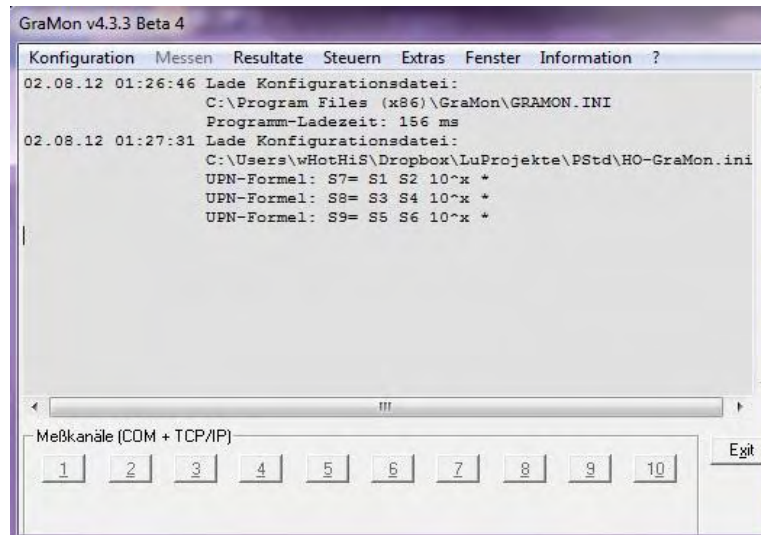 GraMon v4.3.3 Beta 4
Konfiguration Messen Resultate Steuern Extras Fenster Information ?
02.08.12 01:26:46 Lade Konfigurationsdatei:
C:\Program Files (x86)\GraMon\GRAMON.INI
Programm-Ladezeit: 156 ms
02.08.12 01:27:31 Lade Konfigurationsdatei:
C:\Users\wHotHiS\Dropbox\LuProjekte\PStd\HO-GraMon.ini
UPN-Formel: S7= S1 S2 10^x *
UPN-Formel: S8= S3 S4 10^x *
UPN-Formel: S9= S5 S6 10^x *
Meßkanäle (COM + TCP/IP)
1 2 3 4 5 6 7 8 9 10
Exit